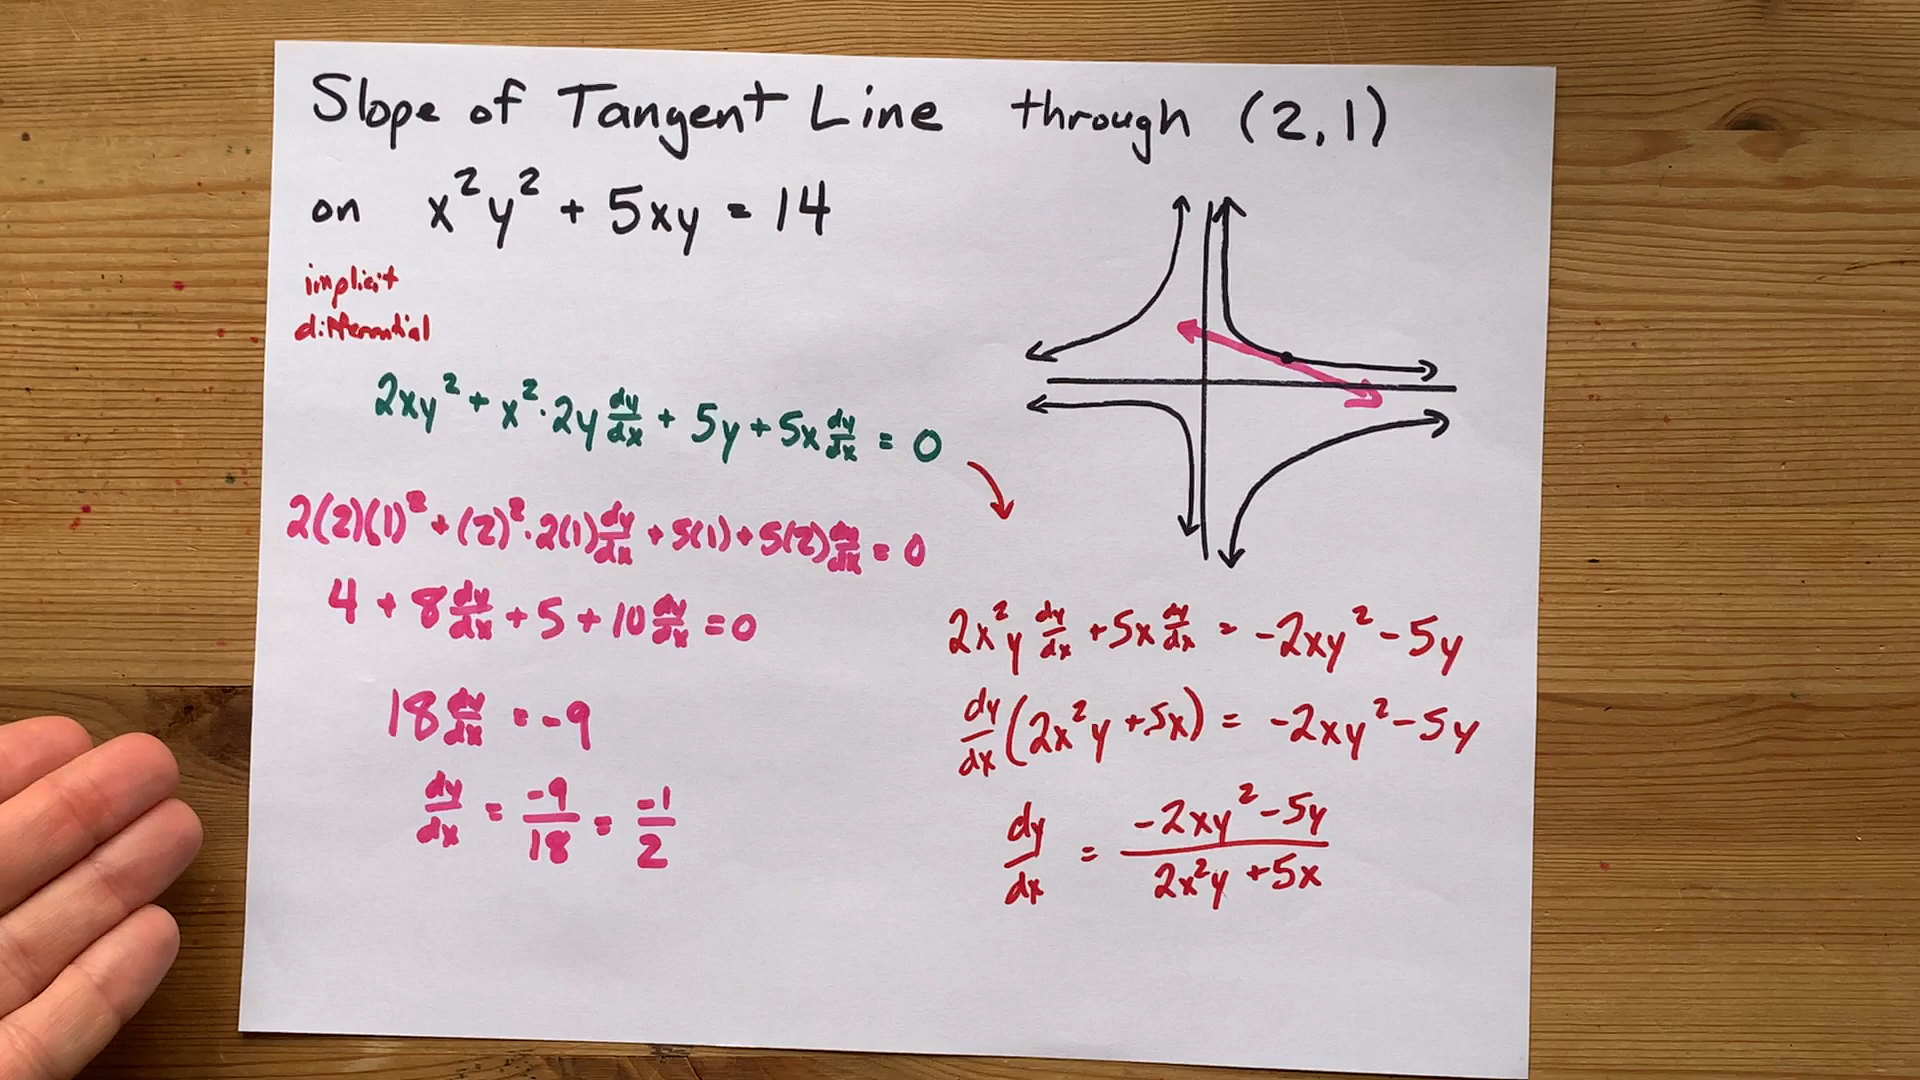 Slope of Tangent Line through (2,1)
on x²y² + 5xy = 14
implicit
differential
2xy² + x²·2y dy/dx + 5y + 5x dy/dx = 0
2(2)(1)² + (2)²·2(1) dy/dx + 5(1) + 5(2) dy/dx = 0
4 + 8 dy/dx + 5 + 10 dy/dx = 0
18 dy/dx = -9
dy/dx = -9/18 = -1/2
2x²y dy/dx + 5x dy/dx = -2xy² - 5y
dy/dx (2x²y + 5x) = -2xy² - 5y
dy/dx = (-2xy² - 5y)/(2x²y + 5x)